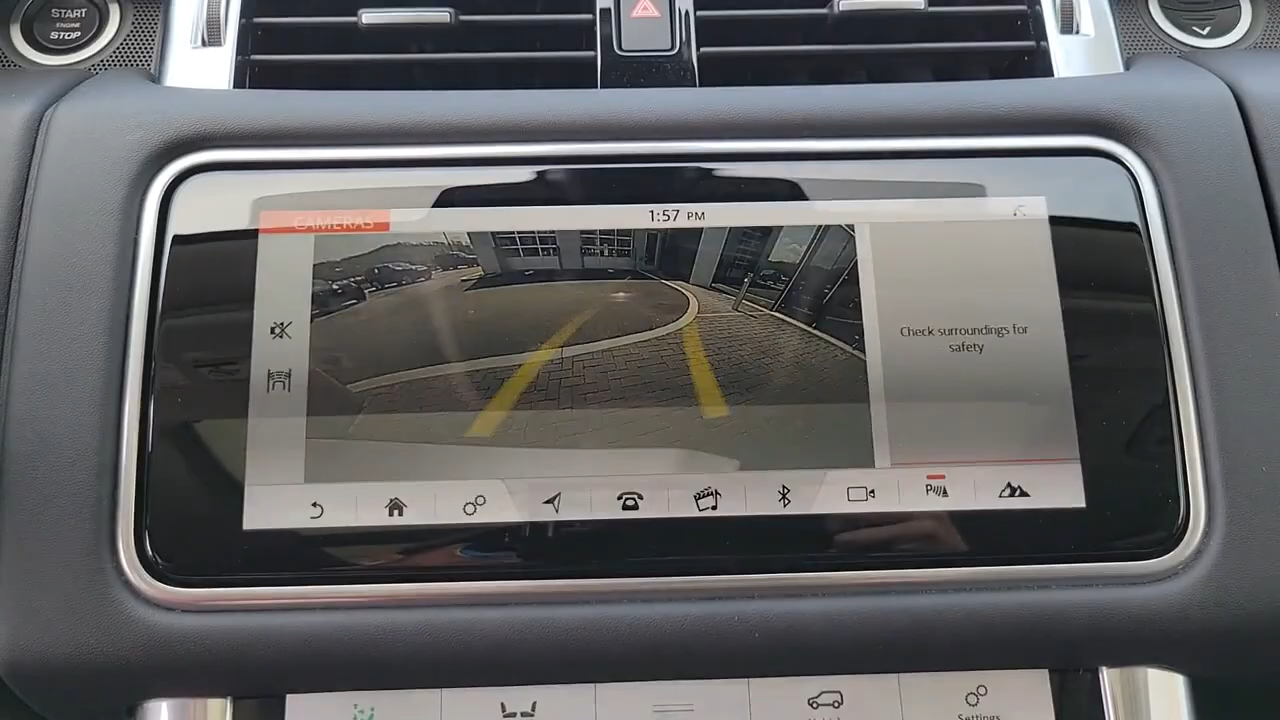 START
ENGINE
STOP
CAMERAS
1:57 PM
Check surroundings for
safety
P
Settings